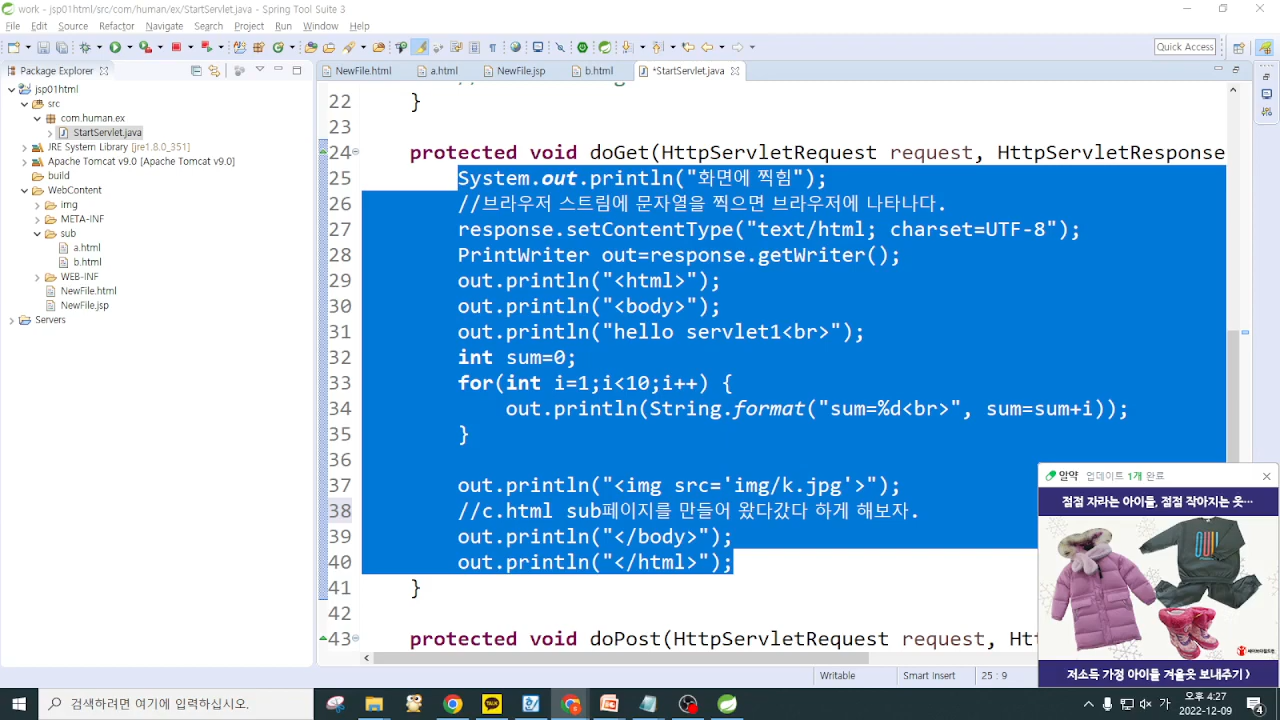 work - jsp01html/src/com/human/ex/StartServlet.java - Spring Tool Suite 3
File Edit Source Refactor Navigate Search Project Run Window Help
Quick Access
Package Explorer
NewFile.html a.html NewFile.jsp b.html *StartServlet.java
jsp01html
src
com.human.ex
StartServlet.java
JRE System Library [jre1.8.0_351]
Apache Tomcat v9.0 [Apache Tomcat v9.0]
build
WebContent
img
META-INF
sub
a.html
b.html
WEB-INF
NewFile.html
NewFile.jsp
Servers
22 }
23
24 protected void doGet(HttpServletRequest request, HttpServletResponse
25 System.out.println("화면에 찍힘");
26 //브라우저 스트림에 문자열을 찍으면 브라우저에 나타나다.
27 response.setContentType("text/html; charset=UTF-8");
28 PrintWriter out=response.getWriter();
29 out.println("<html>");
30 out.println("<body>");
31 out.println("hello servlet1<br>");
32 int sum=0;
33 for(int i=1;i<10;i++) {
34 out.println(String.format("sum=%d<br>", sum=sum+i));
35 }
36
37 out.println("<img src='img/k.jpg'>");
38 //c.html sub페이지를 만들어 왔다갔다 하게 해보자.
39 out.println("</body>");
40 out.println("</html>");
41 }
42
43 protected void doPost(HttpServletRequest request, Ht
알약 업데이트 1개 완료
점점 자라는 아이들, 점점 작아지는 옷…
세이브더칠드런
저소득 가정 아이들 겨울옷 보내주기 >
Writable Smart Insert 25 : 9
검색하려면 여기에 입력하십시오.
TALK
가
오후 4:27
2022-12-09
4